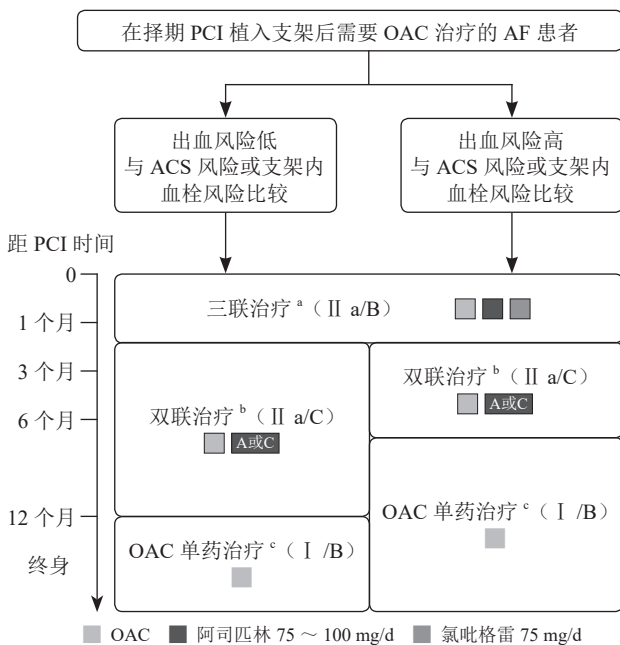 在择期 PCI 植入支架后需要 OAC 治疗的 AF 患者
出血风险低
与 ACS 风险或支架内
血栓风险比较
出血风险高
与 ACS 风险或支架内
血栓风险比较
距 PCI 时间
0
三联治疗 a（Ⅱ a/B）
1 个月
3 个月
双联治疗 b（Ⅱ a/C）
A或C
6 个月
双联治疗 b（Ⅱ a/C）
A或C
12 个月
OAC 单药治疗 c（Ⅰ /B）
OAC 单药治疗 c（Ⅰ /B）
终身
OAC 阿司匹林 75 ～ 100 mg/d 氯吡格雷 75 mg/d